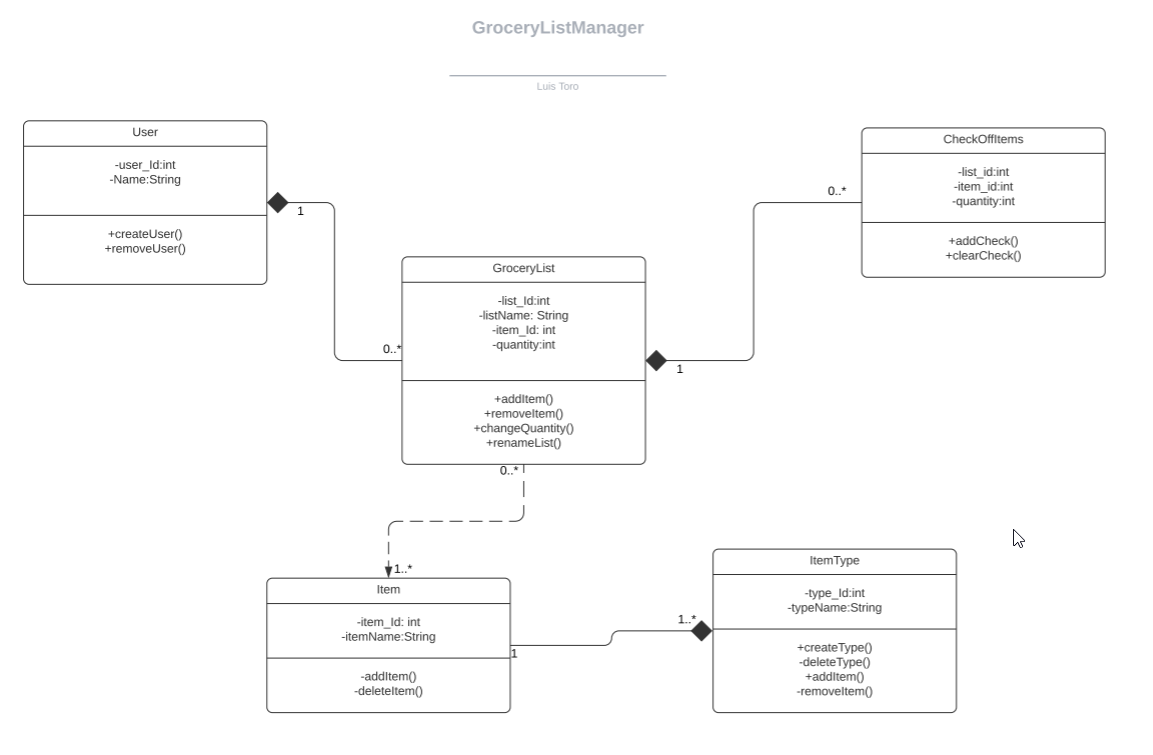 GroceryListManager
Luis Toro
User
-user_Id:int
-Name:String
+createUser()
+removeUser()
1
CheckOffItems
-list_id:int
-item_id:int
-quantity:int
+addCheck()
+clearCheck()
0..*
GroceryList
-list_Id:int
-listName: String
-item_Id: int
-quantity:int
+addItem()
+removeItem()
+changeQuantity()
+renameList()
0..*
1
0..*
1..*
Item
-item_Id: int
-itemName:String
-addItem()
-deleteItem()
1
1..*
ItemType
-type_Id:int
-typeName:String
+createType()
-deleteType()
+addItem()
-removeItem()